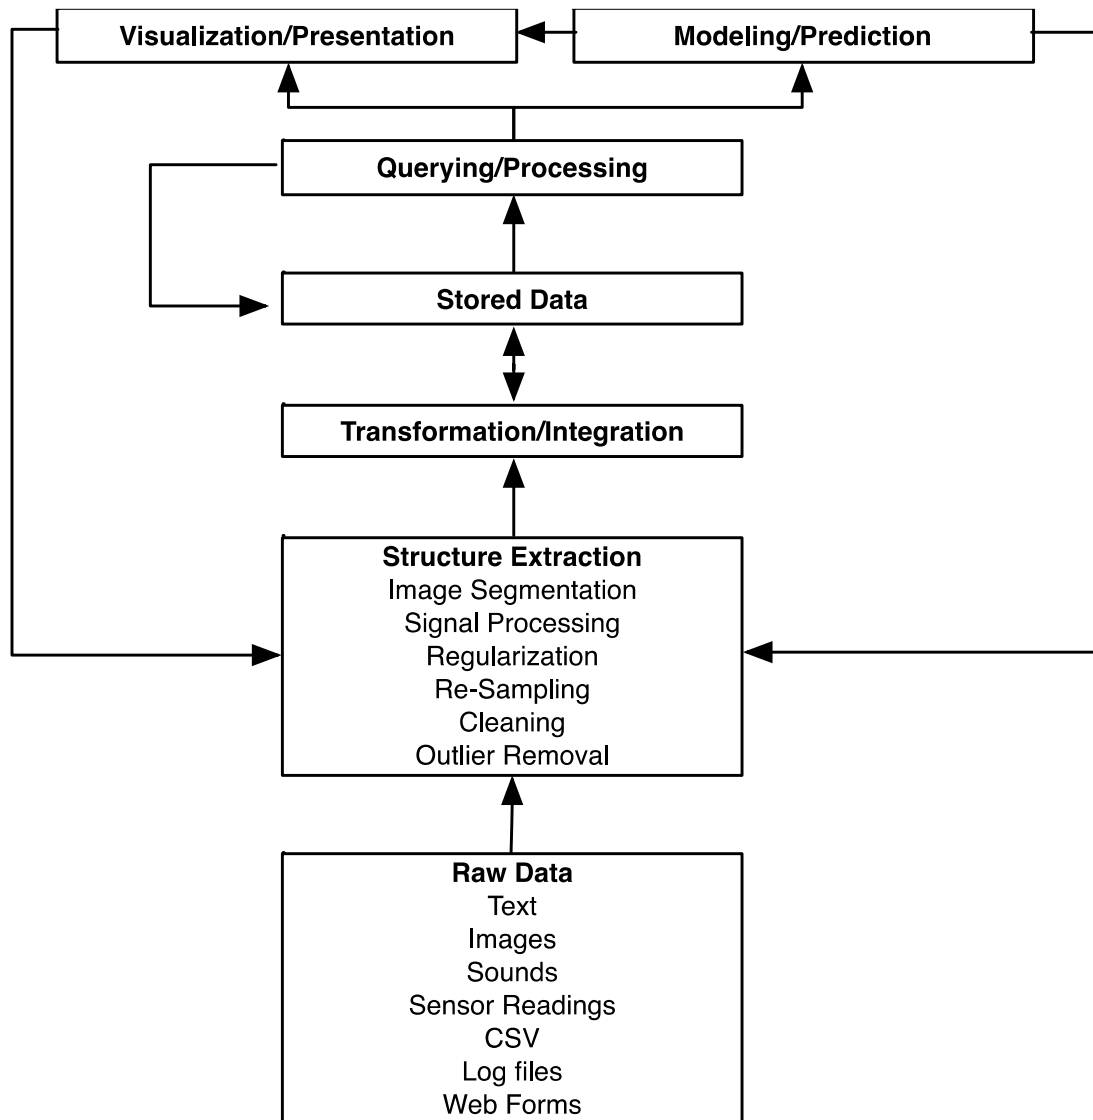 Visualization/Presentation
Modeling/Prediction
Querying/Processing
Stored Data
Transformation/Integration
Structure Extraction
Image Segmentation
Signal Processing
Regularization
Re-Sampling
Cleaning
Outlier Removal
Raw Data
Text
Images
Sounds
Sensor Readings
CSV
Log files
Web Forms